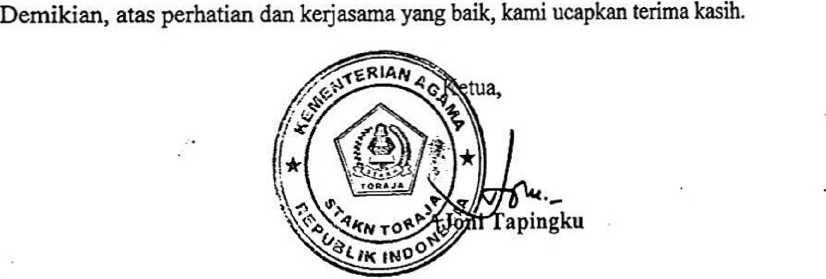 Demikian, atas perhatian dan kerjasama yang baik, kami ucapkan terima kasih.
Ketua,
KEMENTERIAN AGAMA
TORAJA
STAKN TORAJA
REPUBLIK INDONESIA
Joni Tapingku